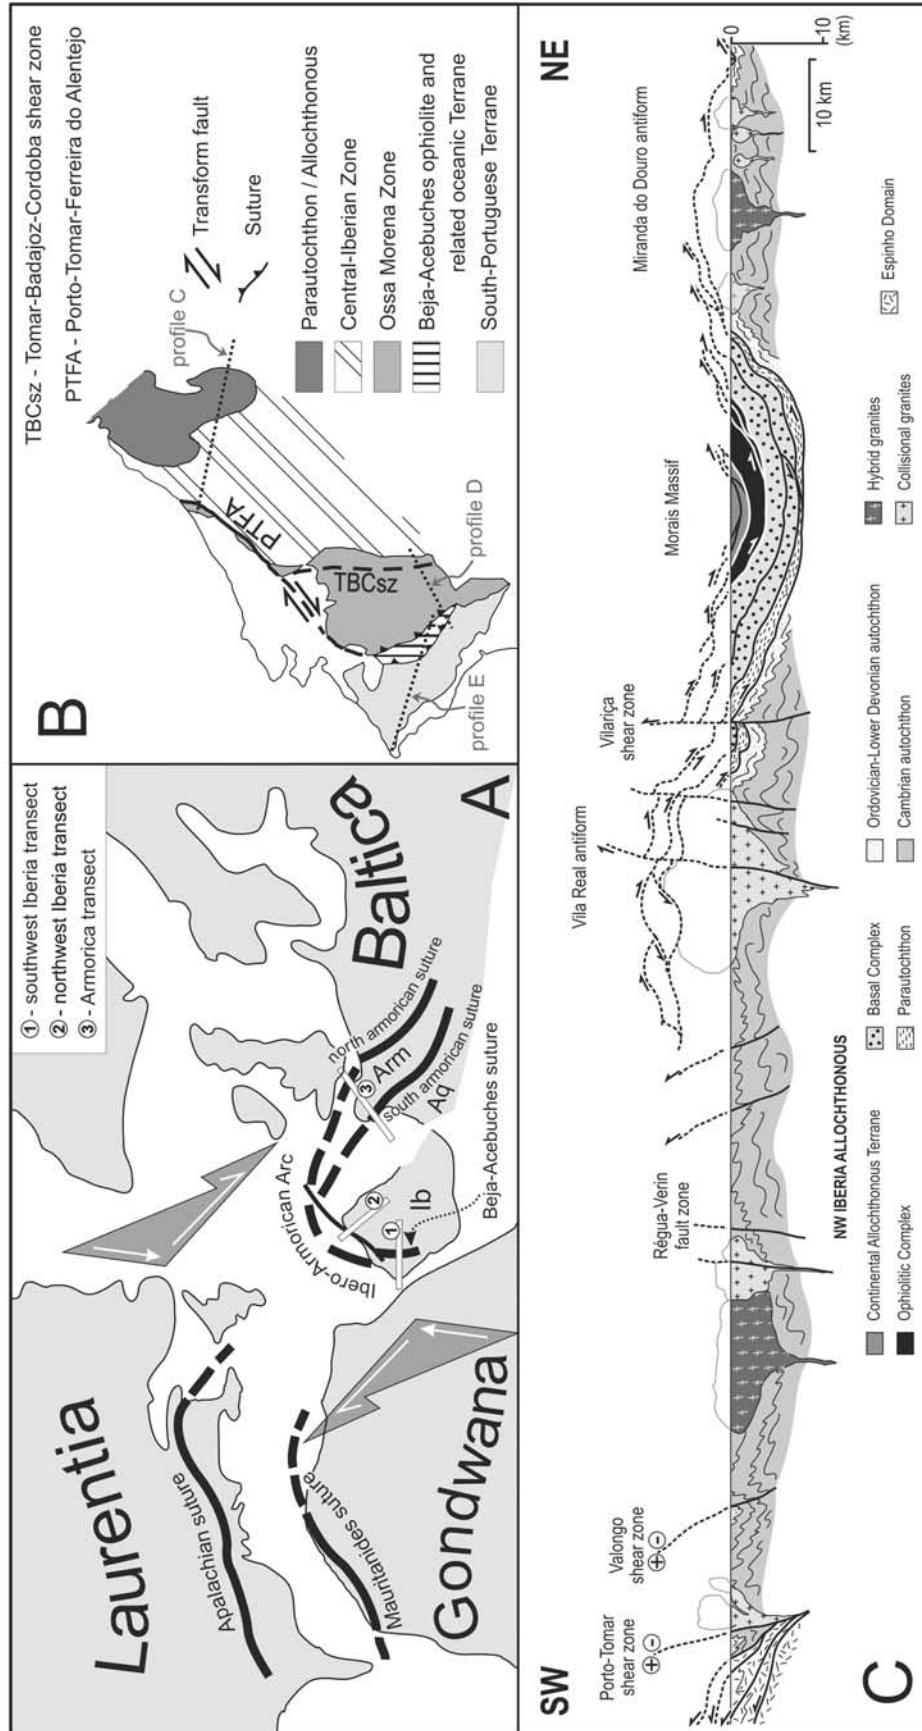 ① - southwest Iberia transect
② - northwest Iberia transect
③ - Armorica transect
Laurentia
Baltica
Gondwana
Apalachian suture
Mauritanides suture
Ibero-Armorican Arc
north armorican suture
south armorican suture
Arm
Aq
Ib
①
②
③
Beja-Acebuches suture
A
B
TBCsz - Tomar-Badajoz-Cordoba shear zone
PTFA - Porto-Tomar-Ferreira do Alentejo
PTFA
TBCsz
profile C
profile D
profile E
Transform fault
Suture
Parautochthon / Allochthonous
Central-Iberian Zone
Ossa Morena Zone
Beja-Acebuches ophiolite and
related oceanic Terrane
South-Portuguese Terrane
SW
NE
Porto-Tomar
shear zone
Valongo
shear zone
Régua-Verin
fault zone
Vila Real antiform
Vilariça
shear zone
Morais Massif
Miranda do Douro antiform
0
10
(km)
10 km
C
NW IBERIA ALLOCHTHONOUS
Continental Allochthonous Terrane
Ophiolitic Complex
Basal Complex
Parautochthon
Ordovician-Lower Devonian autochthon
Cambrian autochthon
Hybrid granites
Collisional granites
Espinho Domain